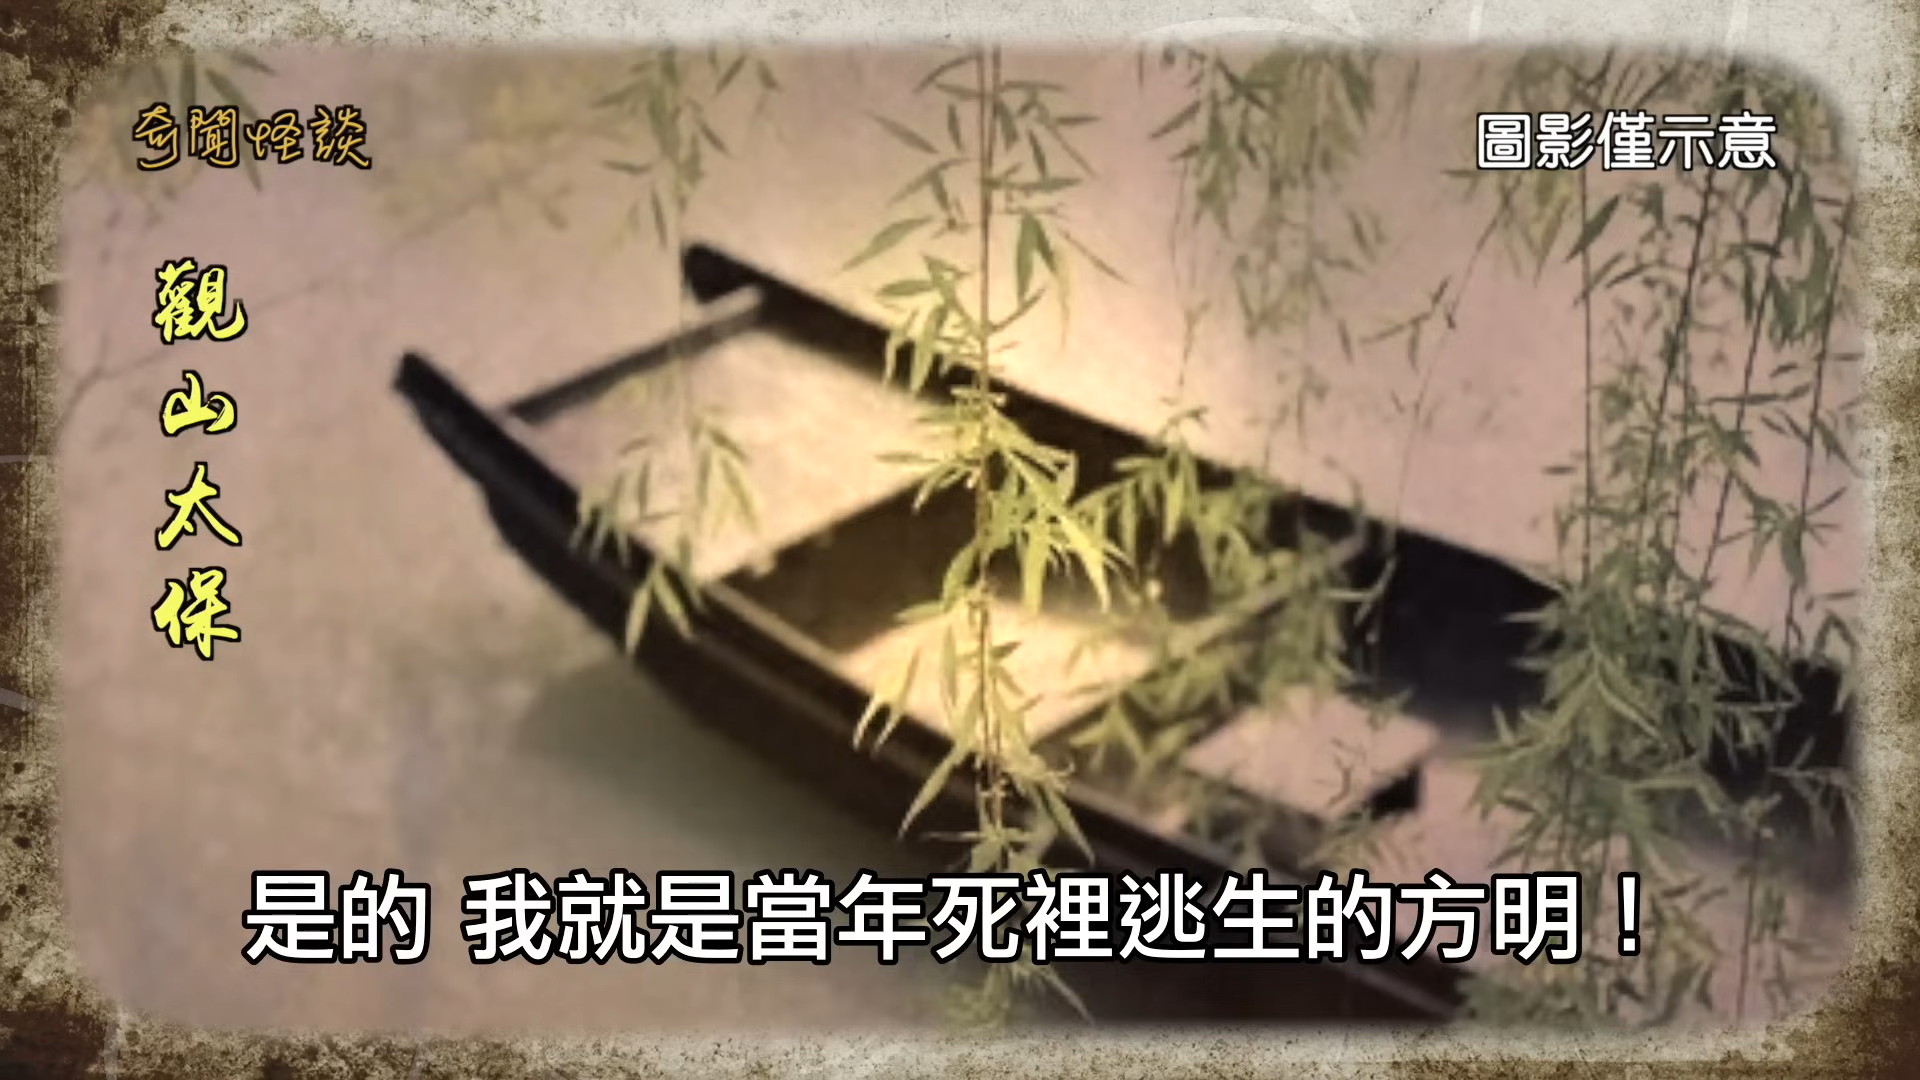 奇聞怪談
圖影僅示意
觀山太保
是的 我就是當年死裡逃生的方明！